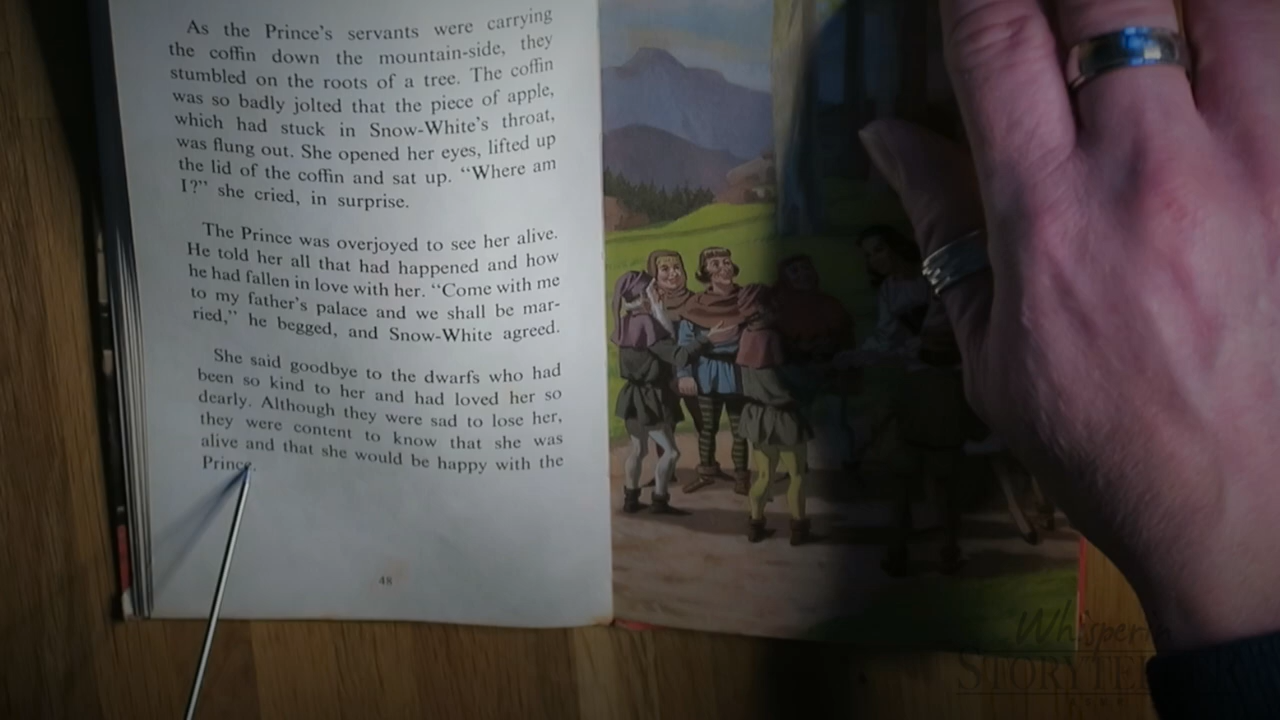 As the Prince's servants were carrying
the coffin down the mountain-side, they
stumbled on the roots of a tree. The coffin
was so badly jolted that the piece of apple,
which had stuck in Snow-White's throat,
was flung out. She opened her eyes, lifted up
the lid of the coffin and sat up. “Where am
I?” she cried, in surprise.
The Prince was overjoyed to see her alive.
He told her all that had happened and how
he had fallen in love with her. “Come with me
to my father's palace and we shall be mar-
ried,” he begged, and Snow-White agreed.
She said goodbye to the dwarfs who had
been so kind to her and had loved her so
dearly. Although they were sad to lose her,
they were content to know that she was
alive and that she would be happy with the
Prince.
48